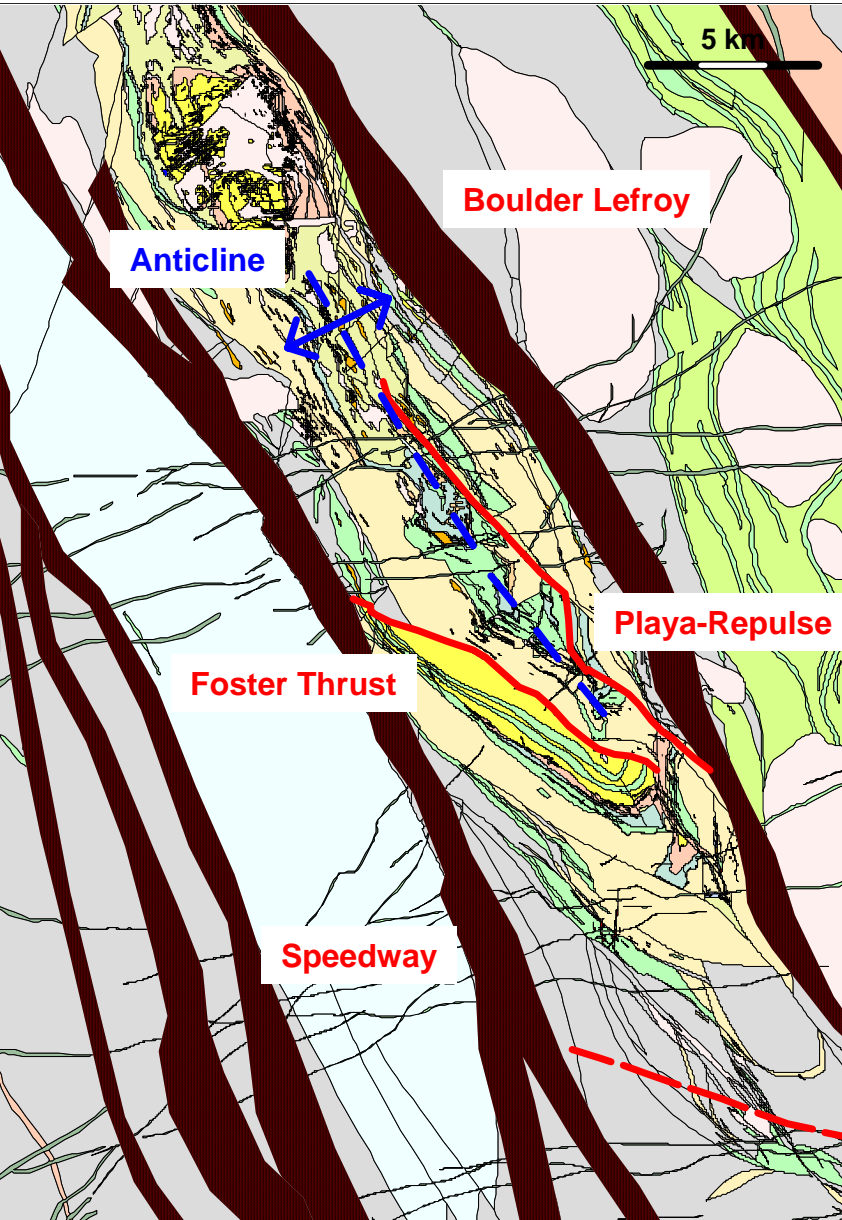 5 km
Boulder Lefroy
Anticline
Playa-Repulse
Foster Thrust
Speedway